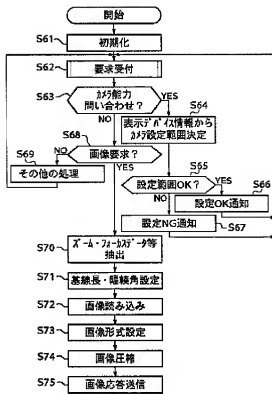 開始
S61
初期化
S62
要求受付
S63
カメラ能力
問い合わせ?
YES
S64
NO
表示デバイス情報から
カメラ設定範囲決定
S68
画像要求?
NO
YES
S69
その他の処理
S65
設定範囲OK?
YES
S66
NO
設定OK通知
設定NG通知
S67
S70
ズーム・フォーカスデータ等
抽出
S71
基線長・輻輳角設定
S72
画像読み込み
S73
画像形式設定
S74
画像圧縮
S75
画像応答送信